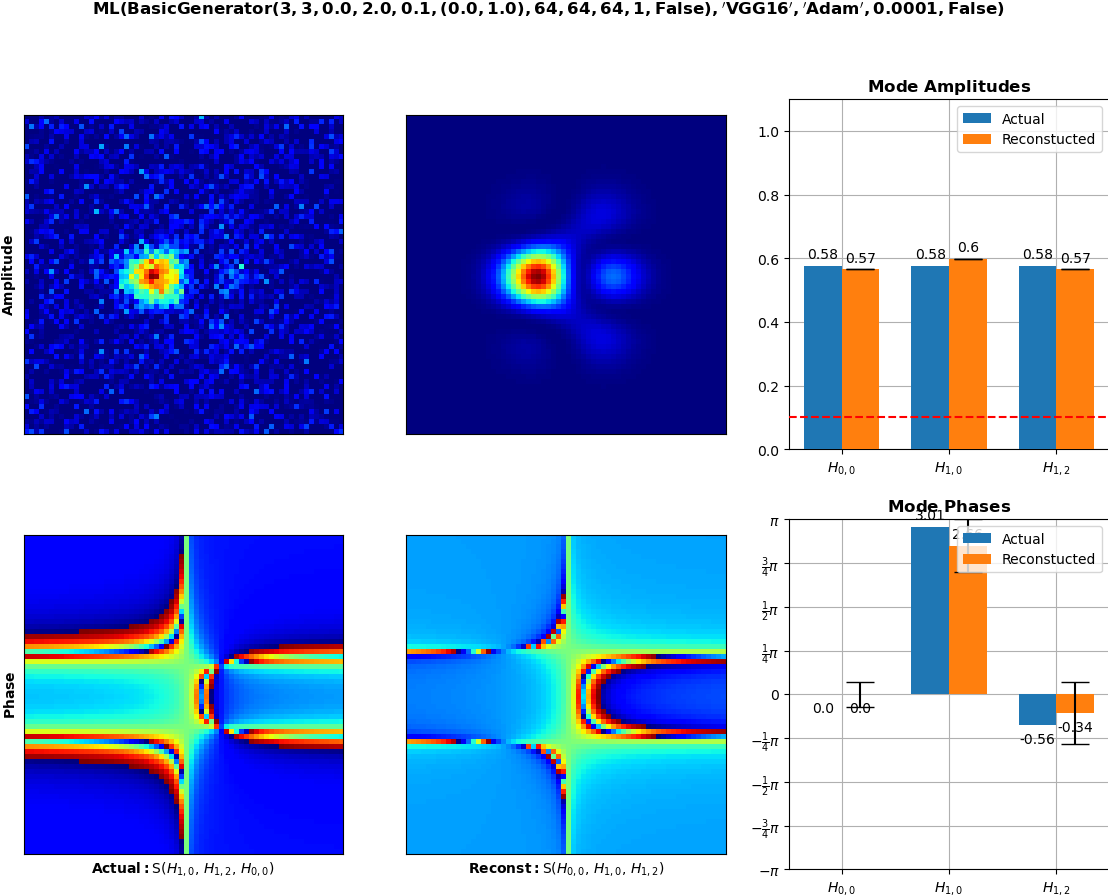 ML(BasicGenerator(3, 3, 0.0, 2.0, 0.1, (0.0, 1.0), 64, 64, 64, 1, False), ′VGG16′, ′Adam′, 0.0001, False)
Amplitude
Mode Amplitudes
Actual
Reconstucted
1.0
0.8
0.6
0.4
0.2
0.0
0.58 0.57
0.58 0.6
0.58 0.57
H0,0 H1,0 H1,2
Phase
Actual: S(H1,0, H1,2, H0,0)
Reconst: S(H0,0, H1,0, H1,2)
Mode Phases
Actual
Reconstucted
π
3/4π
1/2π
1/4π
0
−1/4π
−1/2π
−3/4π
−π
0.0 0.0
3.01
-0.56 -0.34
H0,0 H1,0 H1,2